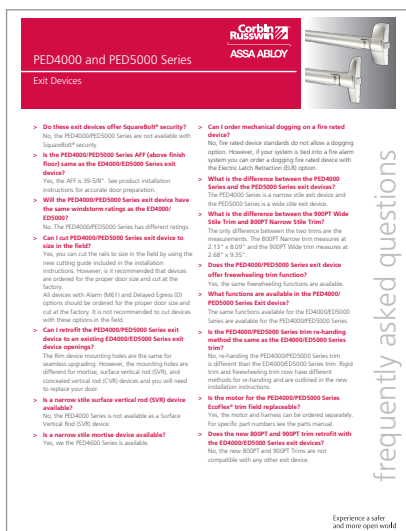 Corbin
Russwin
ASSA ABLOY
PED4000 and PED5000 Series
Exit Devices
> Do these exit devices offer SquareBolt® security?
No, the PED4000/PED5000 Series are not available with
SquareBolt® security
> Is the PED4000/PED5000 Series AFF (above finish
floor) same as the ED4000/ED5000 Series exit
device?
Yes, the AFF is 39-5/8". See product installation
instructions for accurate door preparation.
> Will the PED4000/PED5000 Series exit device have
the same windstorm ratings as the ED4000/
ED5000?
No. The PED4000/PED5000 Series has different ratings.
> Can I cut PED4000/PED5000 Series exit device to
size in the field?
Yes, you can cut the rails to size in the field by using the
new cutting guide included in the installation
instructions. However, is it recommended that devices
are ordered for the proper door size and cut at the
factory.
All devices with Alarm (M61) and Delayed Egress (D)
options should be ordered for the proper door size and
cut at the factory. It is not recommended to cut devices
with these options in the field.
> Can I retrofit the PED4000/PED5000 Series exit
device to an existing ED4000/ED5000 Series exit
device openings?
The Rim device mounting holes are the same for
seamless upgrading. However, the mounting holes are
different for mortise, surface vertical rod (SVR), and
concealed vertical rod (CVR) devices and you will need
to replace your door.
> Is a narrow stile surface vertical rod (SVR) device
available?
No, the PED4000 Series is not available as a Surface
Vertical Rod (SVR) device.
> Is a narrow stile mortise device available?
Yes, we the PED4600 Series is available.
> Can I order mechanical dogging on a fire rated
device?
No, fire rated device standards do not allow a dogging
option. However, if your system is tied into a fire alarm
system you can order a dogging fire rated device with
the Electric Latch Retraction (ELR) option.
> What is the difference between the PED4000
Series and the PED5000 Series exit devices?
The PED4000 Series is a narrow stile exit device and
the PED5000 Series is a wide stile exit device.
> What is the difference between the 900PT Wide
Stile Trim and 800PT Narrow Stile Trim?
The only difference between the two trims are the
measurements. The 800PT Narrow trim measures at
2.13" x 8.09" and the 900PT Wide trim measures at
2.68" x 9.35".
> Does the PED4000/PED5000 Series exit device
offer freewheeling trim function?
Yes, the same freewheeling functions are available.
> What functions are available in the PED4000/
PED5000 Series Exit device?
The same functions available for the ED4000/ED5000
Series are available for the PED4000/PED5000 Series.
> Is the PED4000/PED5000 Series trim re-handing
method the same as the ED4000/ED5000 Series
trim?
No, re-handing the PED4000/PED5000 Series trim
is different than the ED4000/ED5000 Series trim. Rigid
trim and freewheeling trim now have different
methods for re-handing and are outlined in the new
installation instructions.
> Is the motor for the PED4000/PED5000 Series
EcoFlex® trim field replaceable?
Yes, the motor and harness can be ordered separately.
For specific part numbers see the parts manual.
> Does the new 800PT and 900PT trim retrofit with
the ED4000/ED5000 Series exit devices?
No, the new 800PT and 900PT Trims are not
compatible with any other exit device.
frequently asked questions
Experience a safer
and more open world